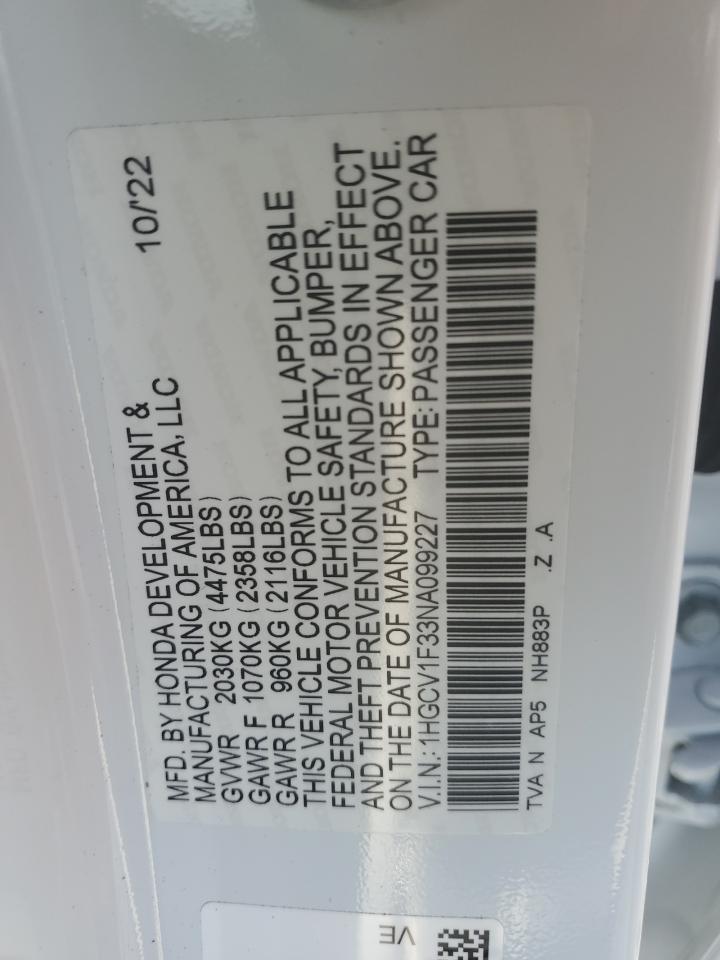 MFD. BY HONDA DEVELOPMENT & 10/'22
MANUFACTURING OF AMERICA, LLC
GVWR 2030KG (4475LBS)
GAWR F 1070KG (2358LBS)
GAWR R 960KG (2116LBS)
THIS VEHICLE CONFORMS TO ALL APPLICABLE
FEDERAL MOTOR VEHICLE SAFETY, BUMPER,
AND THEFT PREVENTION STANDARDS IN EFFECT
ON THE DATE OF MANUFACTURE SHOWN ABOVE.
V.I.N.: 1HGCV1F33NA099227 TYPE: PASSENGER CAR
TVA N AP5 NH883P .Z .A
VE